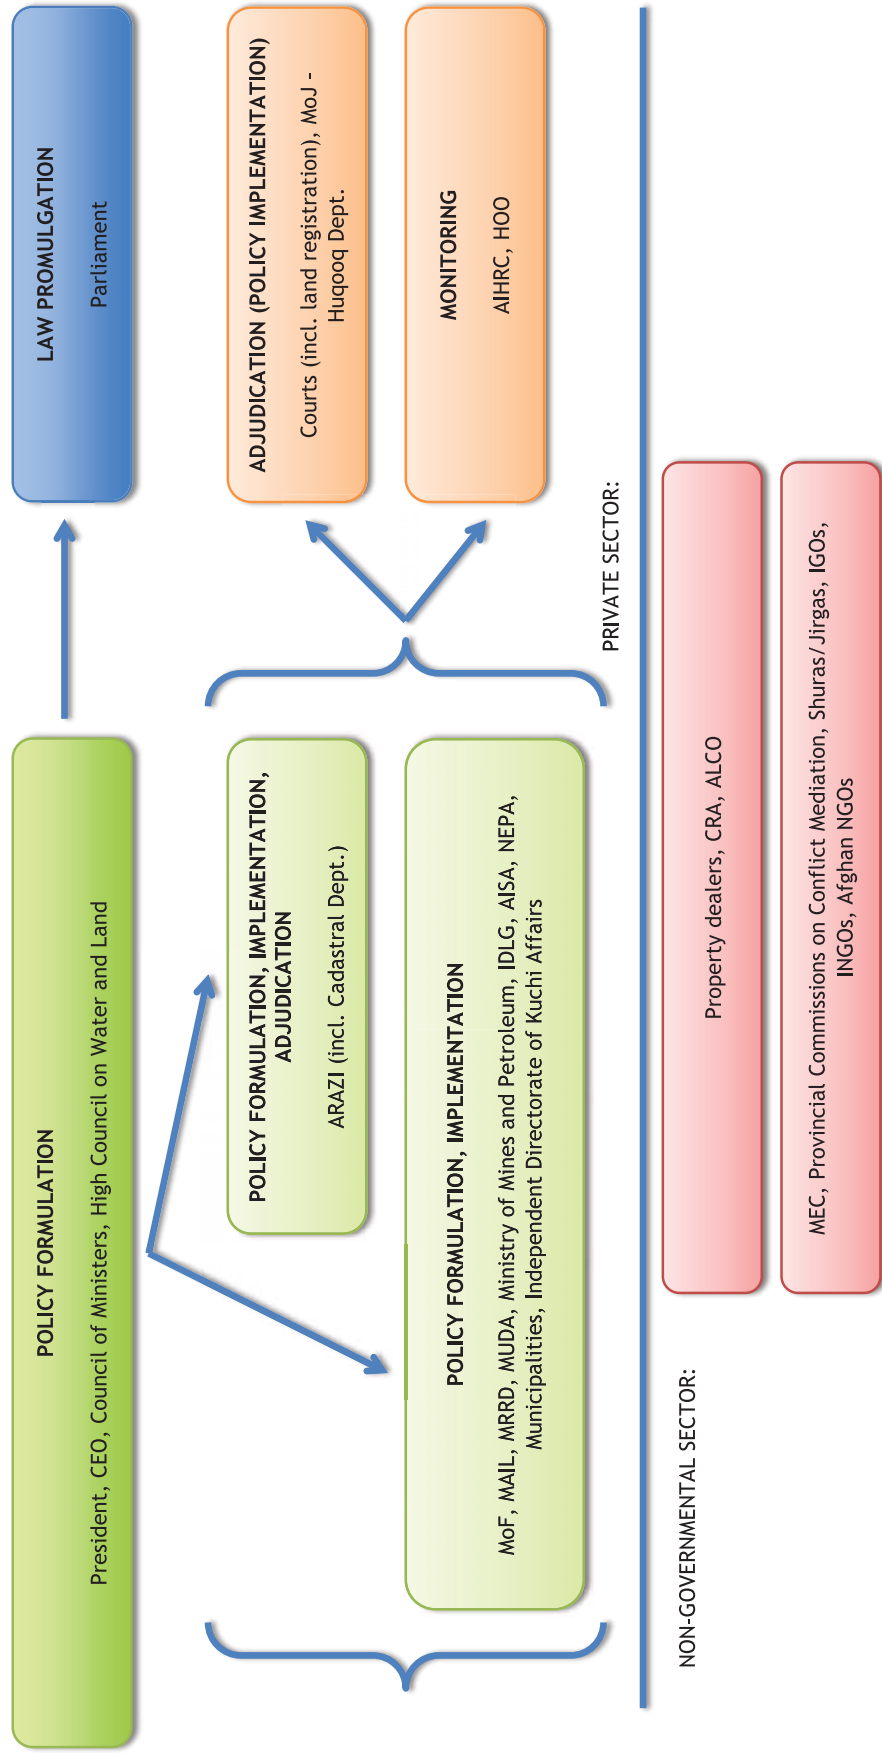 POLICY FORMULATION
President, CEO, Council of Ministers, High Council on Water and Land
LAW PROMULGATION
Parliament
POLICY FORMULATION, IMPLEMENTATION,
ADJUDICATION
ARAZI (incl. Cadastral Dept.)
ADJUDICATION (POLICY IMPLEMENTATION)
Courts (incl. land registration), MoJ -
Huqooq Dept.
POLICY FORMULATION, IMPLEMENTATION
MoF, MAIL, MRRD, MUDA, Ministry of Mines and Petroleum, IDLG, AISA, NEPA,
Municipalities, Independent Directorate of Kuchi Affairs
MONITORING
AIHRC, HOO
PRIVATE SECTOR:
NON-GOVERNMENTAL SECTOR:
Property dealers, CRA, ALCO
MEC, Provincial Commissions on Conflict Mediation, Shuras/Jirgas, IGOs,
INGOs, Afghan NGOs